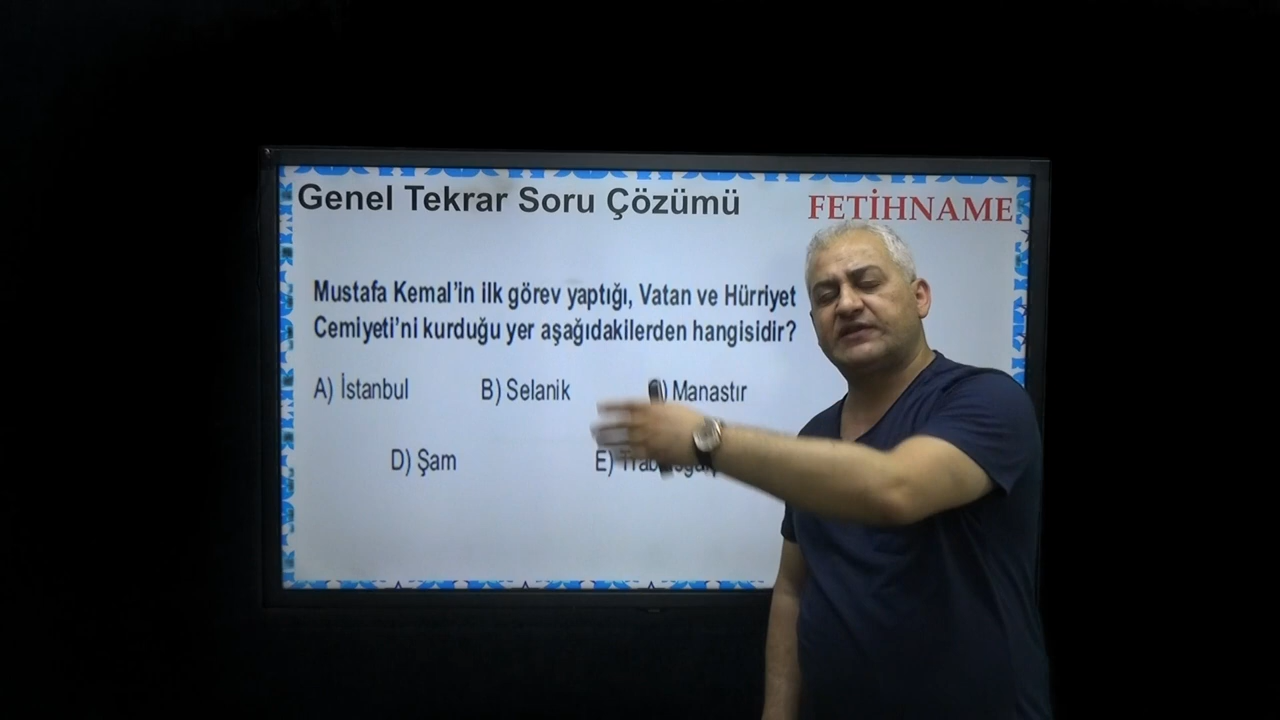 Genel Tekrar Soru Çözümü
FETİHNAME
Mustafa Kemal'in ilk görev yaptığı, Vatan ve Hürriyet
Cemiyeti'ni kurduğu yer aşağıdakilerden hangisidir?
A) İstanbul B) Selanik Manastır
D) Şam E)